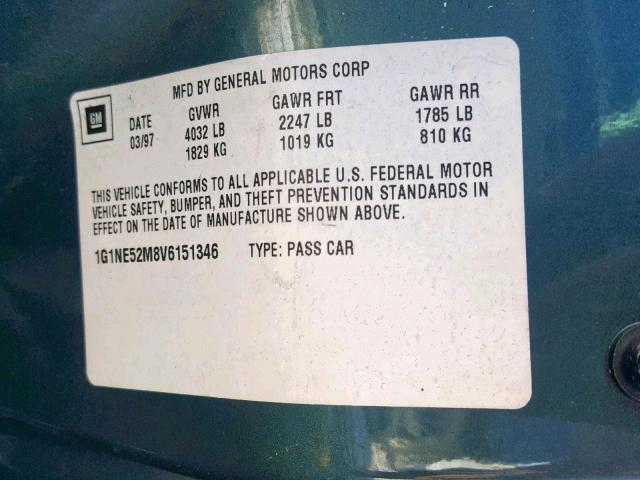 MFD BY GENERAL MOTORS CORP
GM
DATE GVWR GAWR FRT GAWR RR
03/97 4032 LB 2247 LB 1785 LB
1829 KG 1019 KG 810 KG
THIS VEHICLE CONFORMS TO ALL APPLICABLE U.S. FEDERAL MOTOR
VEHICLE SAFETY, BUMPER, AND THEFT PREVENTION STANDARDS IN
EFFECT ON THE DATE OF MANUFACTURE SHOWN ABOVE.
1G1NE52M8V6151346 TYPE: PASS CAR